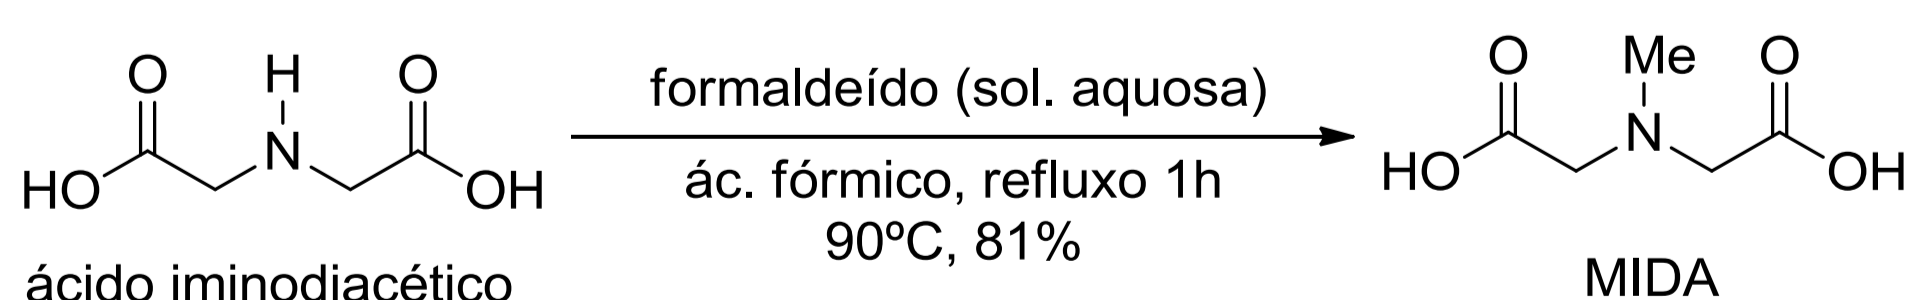 O H O
N
HO OH
ácido iminodiacético
formaldeído (sol. aquosa)
ác. fórmico, refluxo 1h
90ºC, 81%
O Me O
N
HO OH
MIDA